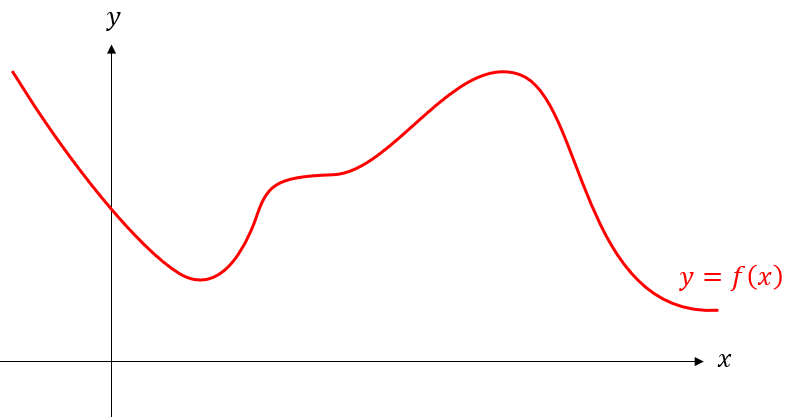 y
y = f(x)
x